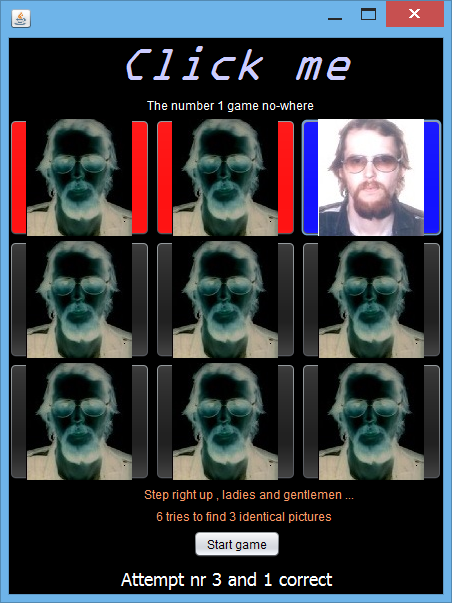 Click me
The number 1 game no-where
Step right up , ladies and gentlemen ...
6 tries to find 3 identical pictures
Start game
Attempt nr 3 and 1 correct